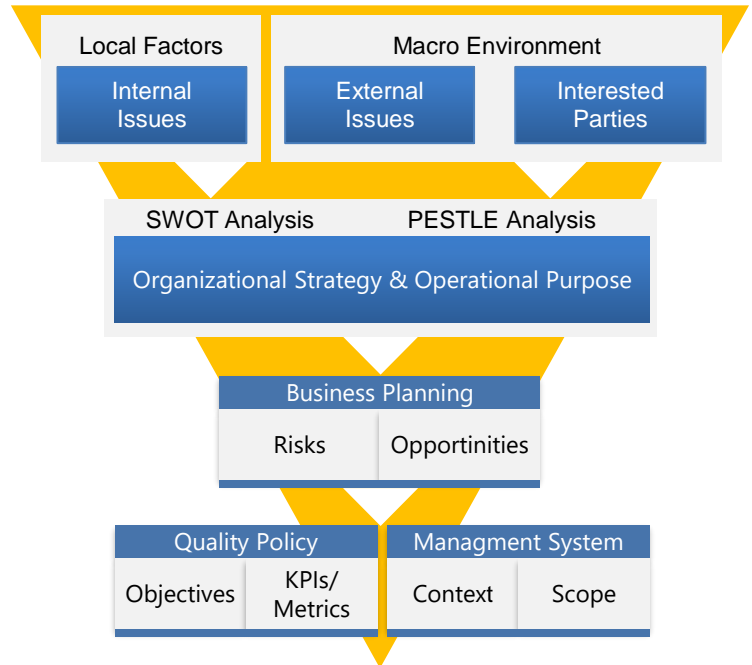 Local Factors
Macro Environment
Internal
Issues
External
Issues
Interested
Parties
SWOT Analysis
PESTLE Analysis
Organizational Strategy & Operational Purpose
Business Planning
Risks
Opportinities
Quality Policy
Managment System
Objectives
KPIs/
Metrics
Context
Scope